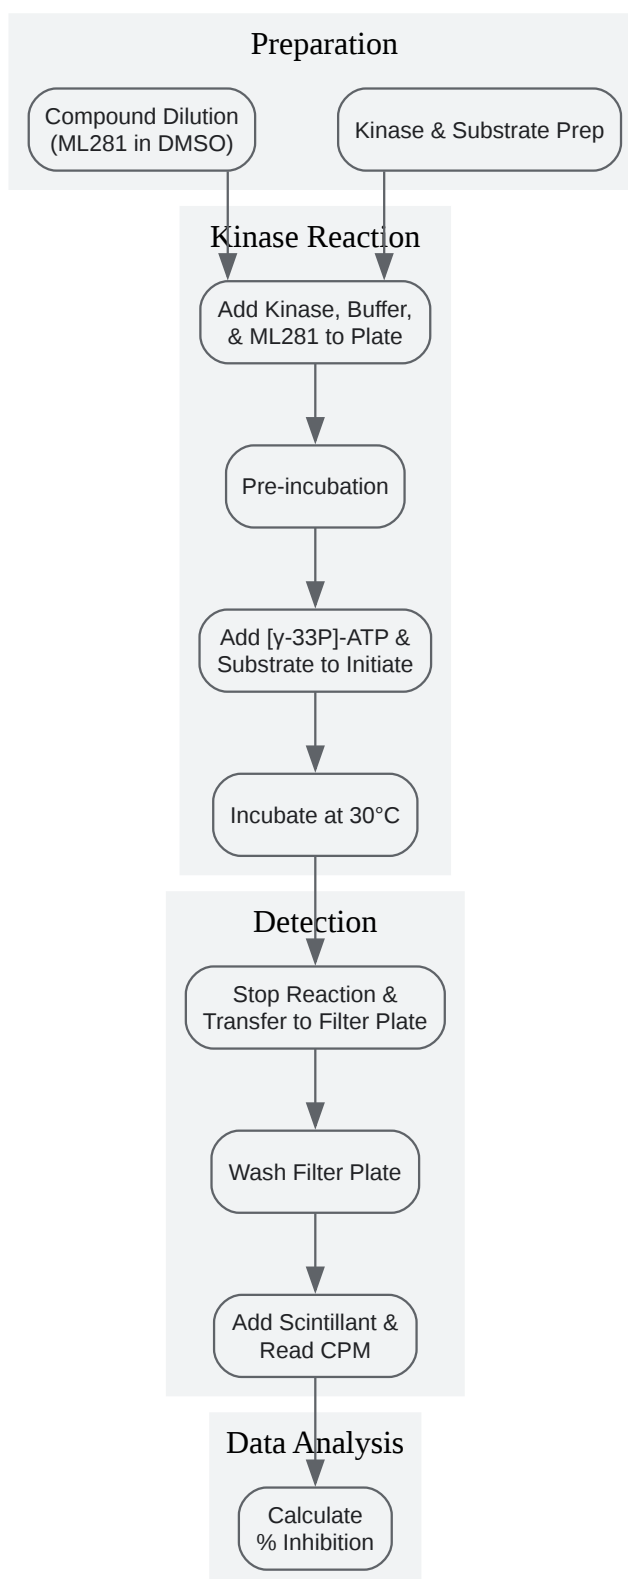 Preparation
Compound Dilution
(ML281 in DMSO)
Kinase & Substrate Prep
Kinase Reaction
Add Kinase, Buffer,
& ML281 to Plate
Pre-incubation
Add [γ-33P]-ATP &
Substrate to Initiate
Incubate at 30°C
Detection
Stop Reaction &
Transfer to Filter Plate
Wash Filter Plate
Add Scintillant &
Read CPM
Data Analysis
Calculate
% Inhibition